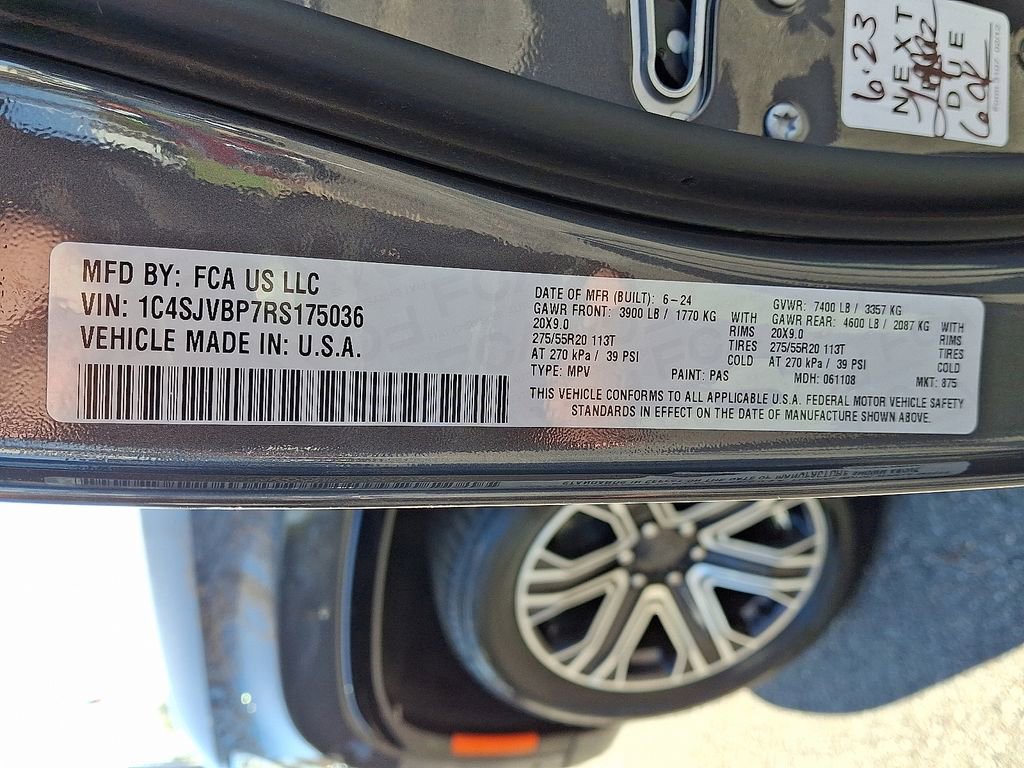 6·23
NEXT
DUE
60K
MFD BY: FCA US LLC
VIN: 1C4SJVBP7RS175036
VEHICLE MADE IN: U.S.A.
DATE OF MFR (BUILT): 6-24
GVWR: 7400 LB / 3357 KG
GAWR FRONT: 3900 LB / 1770 KG WITH
20X9.0 RIMS
275/55R20 113T TIRES
AT 270 kPa / 39 PSI COLD
GAWR REAR: 4600 LB / 2087 KG WITH
20X9.0 RIMS
275/55R20 113T TIRES
AT 270 kPa / 39 PSI COLD
TYPE: MPV PAINT: PAS MDH: 061108 MKT: 875
THIS VEHICLE CONFORMS TO ALL APPLICABLE U.S.A. FEDERAL MOTOR VEHICLE SAFETY
STANDARDS IN EFFECT ON THE DATE OF MANUFACTURE SHOWN ABOVE.